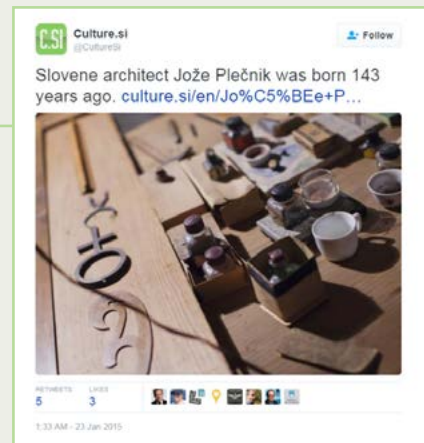 C.SI
Culture.si
@CultureSi
Follow
Slovene architect Jože Plečnik was born 143
years ago. culture.si/en/Jo%C5%BEe+P...
RETWEETS
LIKES
5
3
1:33 AM - 23 Jan 2015